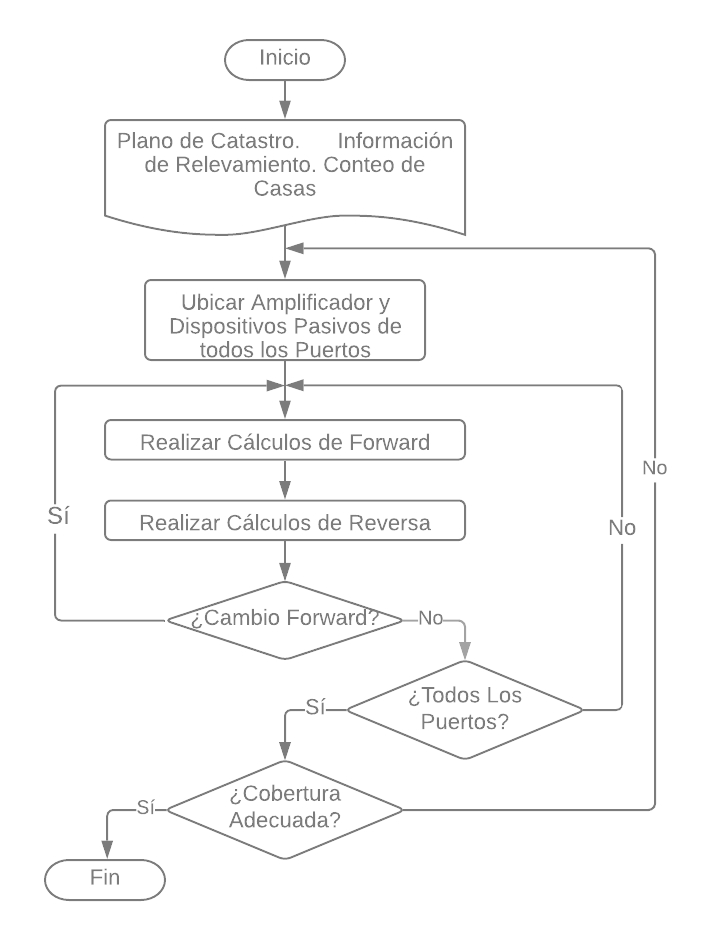 Inicio
Plano de Catastro. Información
de Relevamiento. Conteo de
Casas
Ubicar Amplificador y
Dispositivos Pasivos de
todos los Puertos
Realizar Cálculos de Forward
No
Sí
Realizar Cálculos de Reversa
No
¿Cambio Forward?
No
¿Todos Los
Puertos?
Sí
¿Cobertura
Adecuada?
Sí
Fin